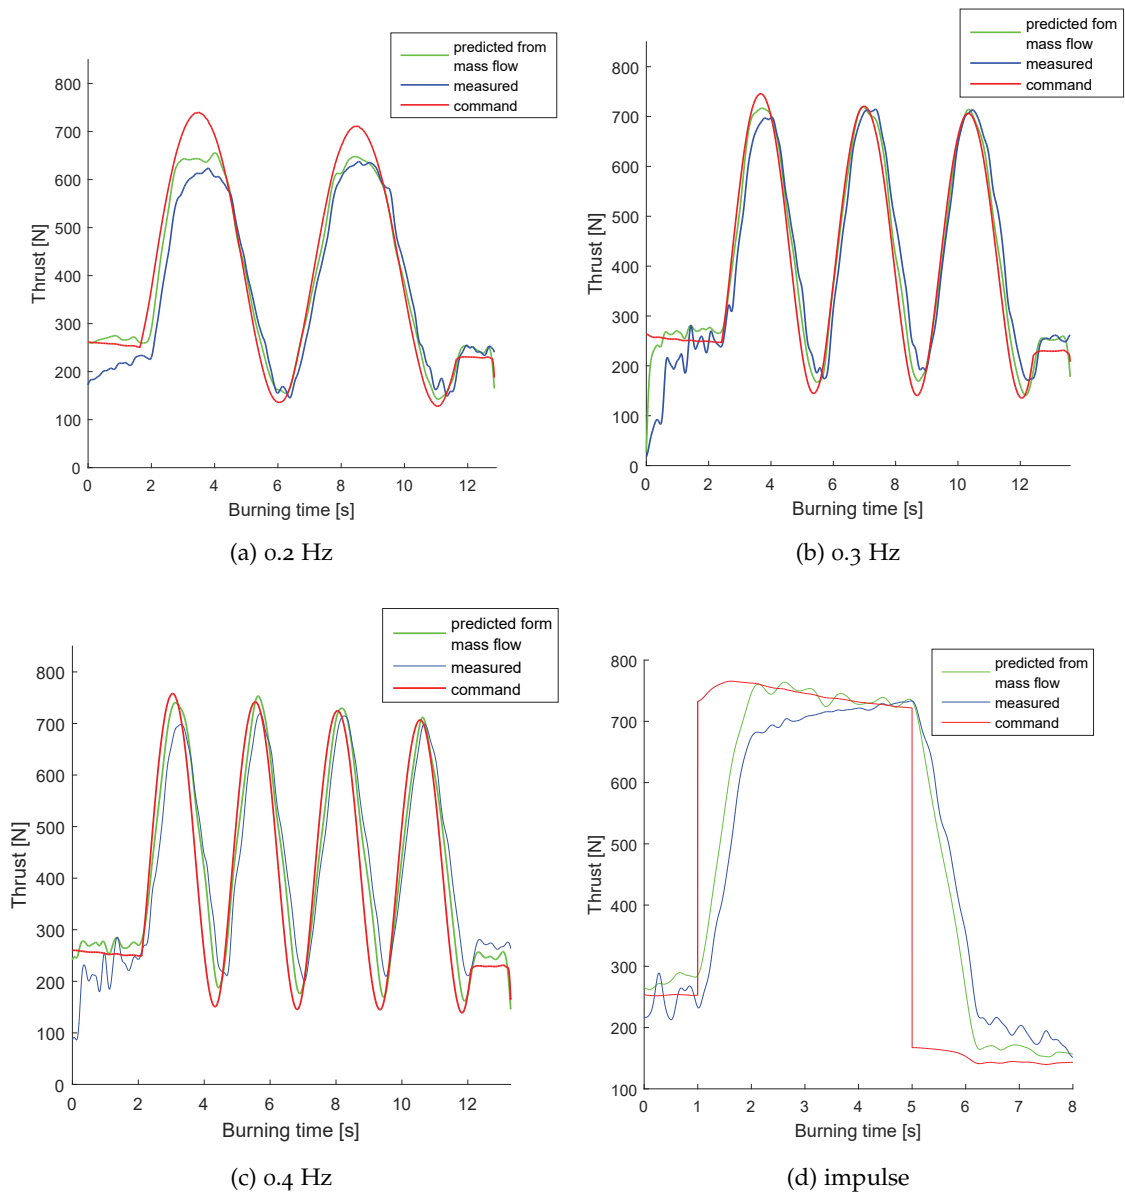 predicted from
mass flow
measured
command
800
700
600
500
400
300
200
100
0
Thrust [N]
0 2 4 6 8 10 12
Burning time [s]
(a) 0.2 Hz
predicted fom
mass flow
measured
command
800
700
600
500
400
300
200
100
0
Thrust [N]
0 2 4 6 8 10 12
Burning time [s]
(b) 0.3 Hz
predicted form
mass flow
measured
command
800
700
600
500
400
300
200
100
0
Thrust [N]
0 2 4 6 8 10 12
Burning time [s]
(c) 0.4 Hz
predicted from
mass flow
measured
command
800
700
600
500
400
300
200
100
Thrust [N]
0 1 2 3 4 5 6 7 8
Burning time [s]
(d) impulse